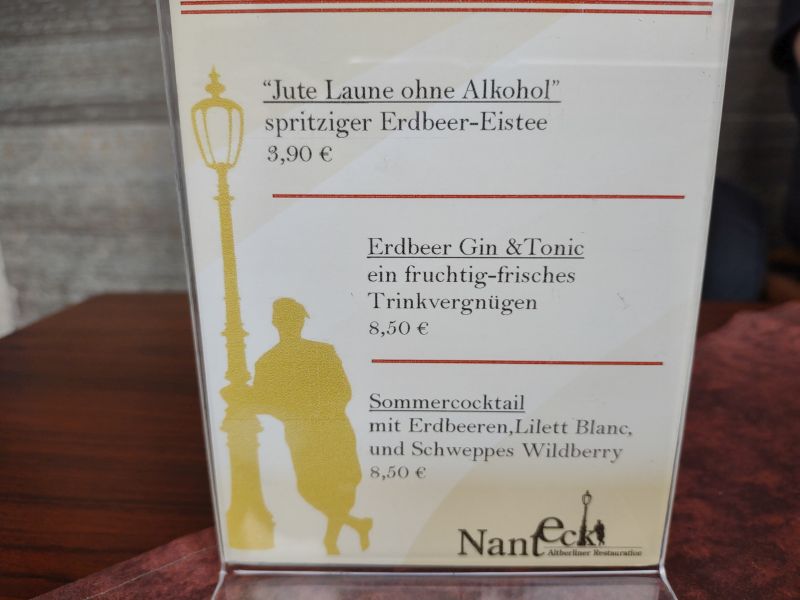 “Jute Laune ohne Alkohol”
spritziger Erdbeer-Eistee
3,90 €
Erdbeer Gin &Tonic
ein fruchtig-frisches
Trinkvergnügen
8,50 €
Sommercocktail
mit Erdbeeren,Lilett Blanc,
und Schweppes Wildberry
8,50 €
Nanteck
Altberliner Restauration